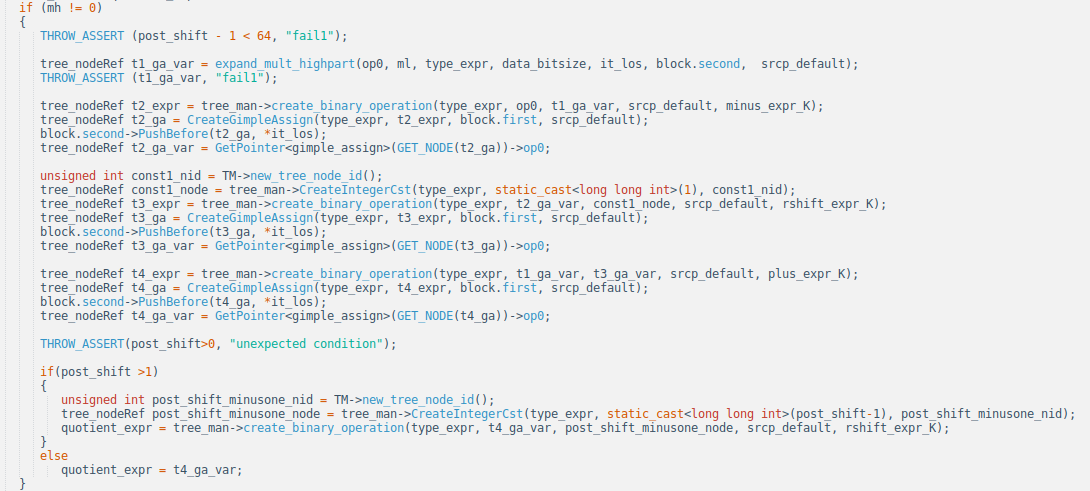 if (mh != 0)
{
THROW_ASSERT (post_shift - 1 < 64, "fail1");
tree_nodeRef t1_ga_var = expand_mult_highpart(op0, ml, type_expr, data_bitsize, it_los, block.second,  srcp_default);
THROW_ASSERT (t1_ga_var, "fail1");
tree_nodeRef t2_expr = tree_man->create_binary_operation(type_expr, op0, t1_ga_var, srcp_default, minus_expr_K);
tree_nodeRef t2_ga = CreateGimpleAssign(type_expr, t2_expr, block.first, srcp_default);
block.second->PushBefore(t2_ga, *it_los);
tree_nodeRef t2_ga_var = GetPointer<gimple_assign>(GET_NODE(t2_ga))->op0;
unsigned int const1_nid = TM->new_tree_node_id();
tree_nodeRef const1_node = tree_man->CreateIntegerCst(type_expr, static_cast<long long int>(1), const1_nid);
tree_nodeRef t3_expr = tree_man->create_binary_operation(type_expr, t2_ga_var, const1_node, srcp_default, rshift_expr_K);
tree_nodeRef t3_ga = CreateGimpleAssign(type_expr, t3_expr, block.first, srcp_default);
block.second->PushBefore(t3_ga, *it_los);
tree_nodeRef t3_ga_var = GetPointer<gimple_assign>(GET_NODE(t3_ga))->op0;
tree_nodeRef t4_expr = tree_man->create_binary_operation(type_expr, t1_ga_var, t3_ga_var, srcp_default, plus_expr_K);
tree_nodeRef t4_ga = CreateGimpleAssign(type_expr, t4_expr, block.first, srcp_default);
block.second->PushBefore(t4_ga, *it_los);
tree_nodeRef t4_ga_var = GetPointer<gimple_assign>(GET_NODE(t4_ga))->op0;
THROW_ASSERT(post_shift>0, "unexpected condition");
if(post_shift >1)
{
unsigned int post_shift_minusone_nid = TM->new_tree_node_id();
tree_nodeRef post_shift_minusone_node = tree_man->CreateIntegerCst(type_expr, static_cast<long long int>(post_shift-1), post_shift_minusone_nid);
quotient_expr = tree_man->create_binary_operation(type_expr, t4_ga_var, post_shift_minusone_node, srcp_default, rshift_expr_K);
}
else
quotient_expr = t4_ga_var;
}